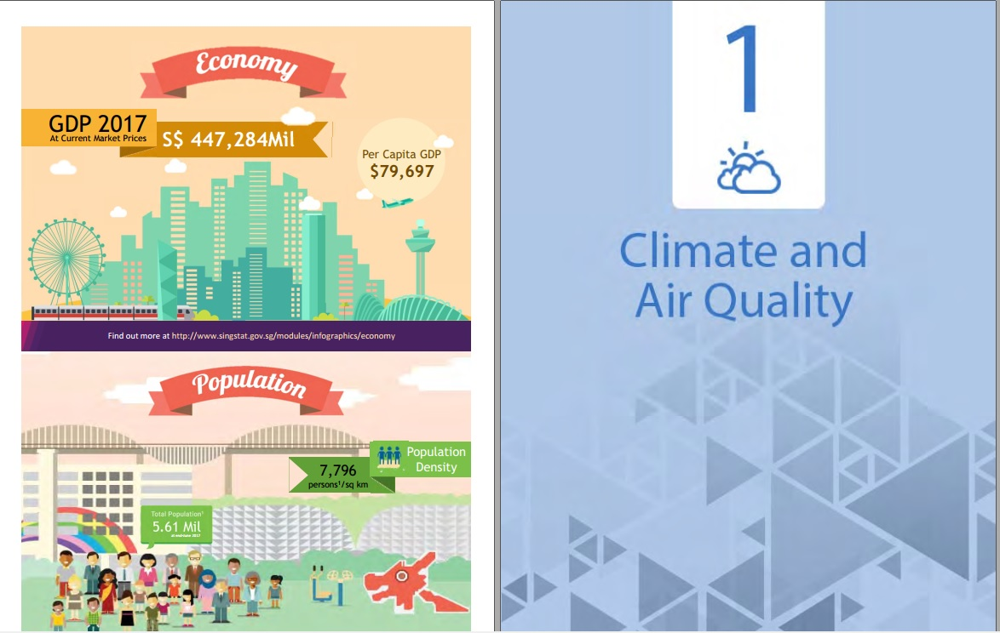 Economy
GDP 2017
At Current Market Prices
S$ 447,284Mil
Per Capita GDP
$79,697
Find out more at http://www.singstat.gov.sg/modules/infographics/economy
Population
Population
Density
7,796
persons¹/sq km
Total Population¹
5.61 Mil
at end-June 2017
1
Climate and
Air Quality